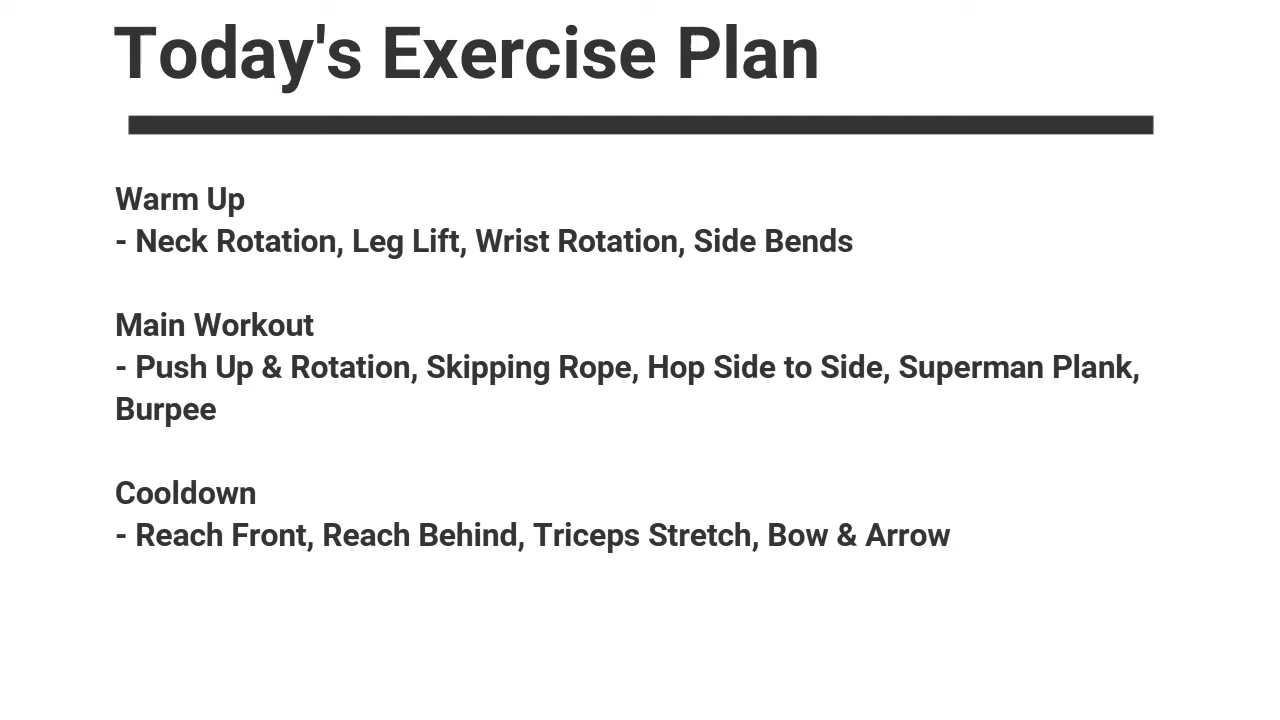 Today's Exercise Plan
Warm Up
- Neck Rotation, Leg Lift, Wrist Rotation, Side Bends
Main Workout
- Push Up & Rotation, Skipping Rope, Hop Side to Side, Superman Plank,
Burpee
Cooldown
- Reach Front, Reach Behind, Triceps Stretch, Bow & Arrow